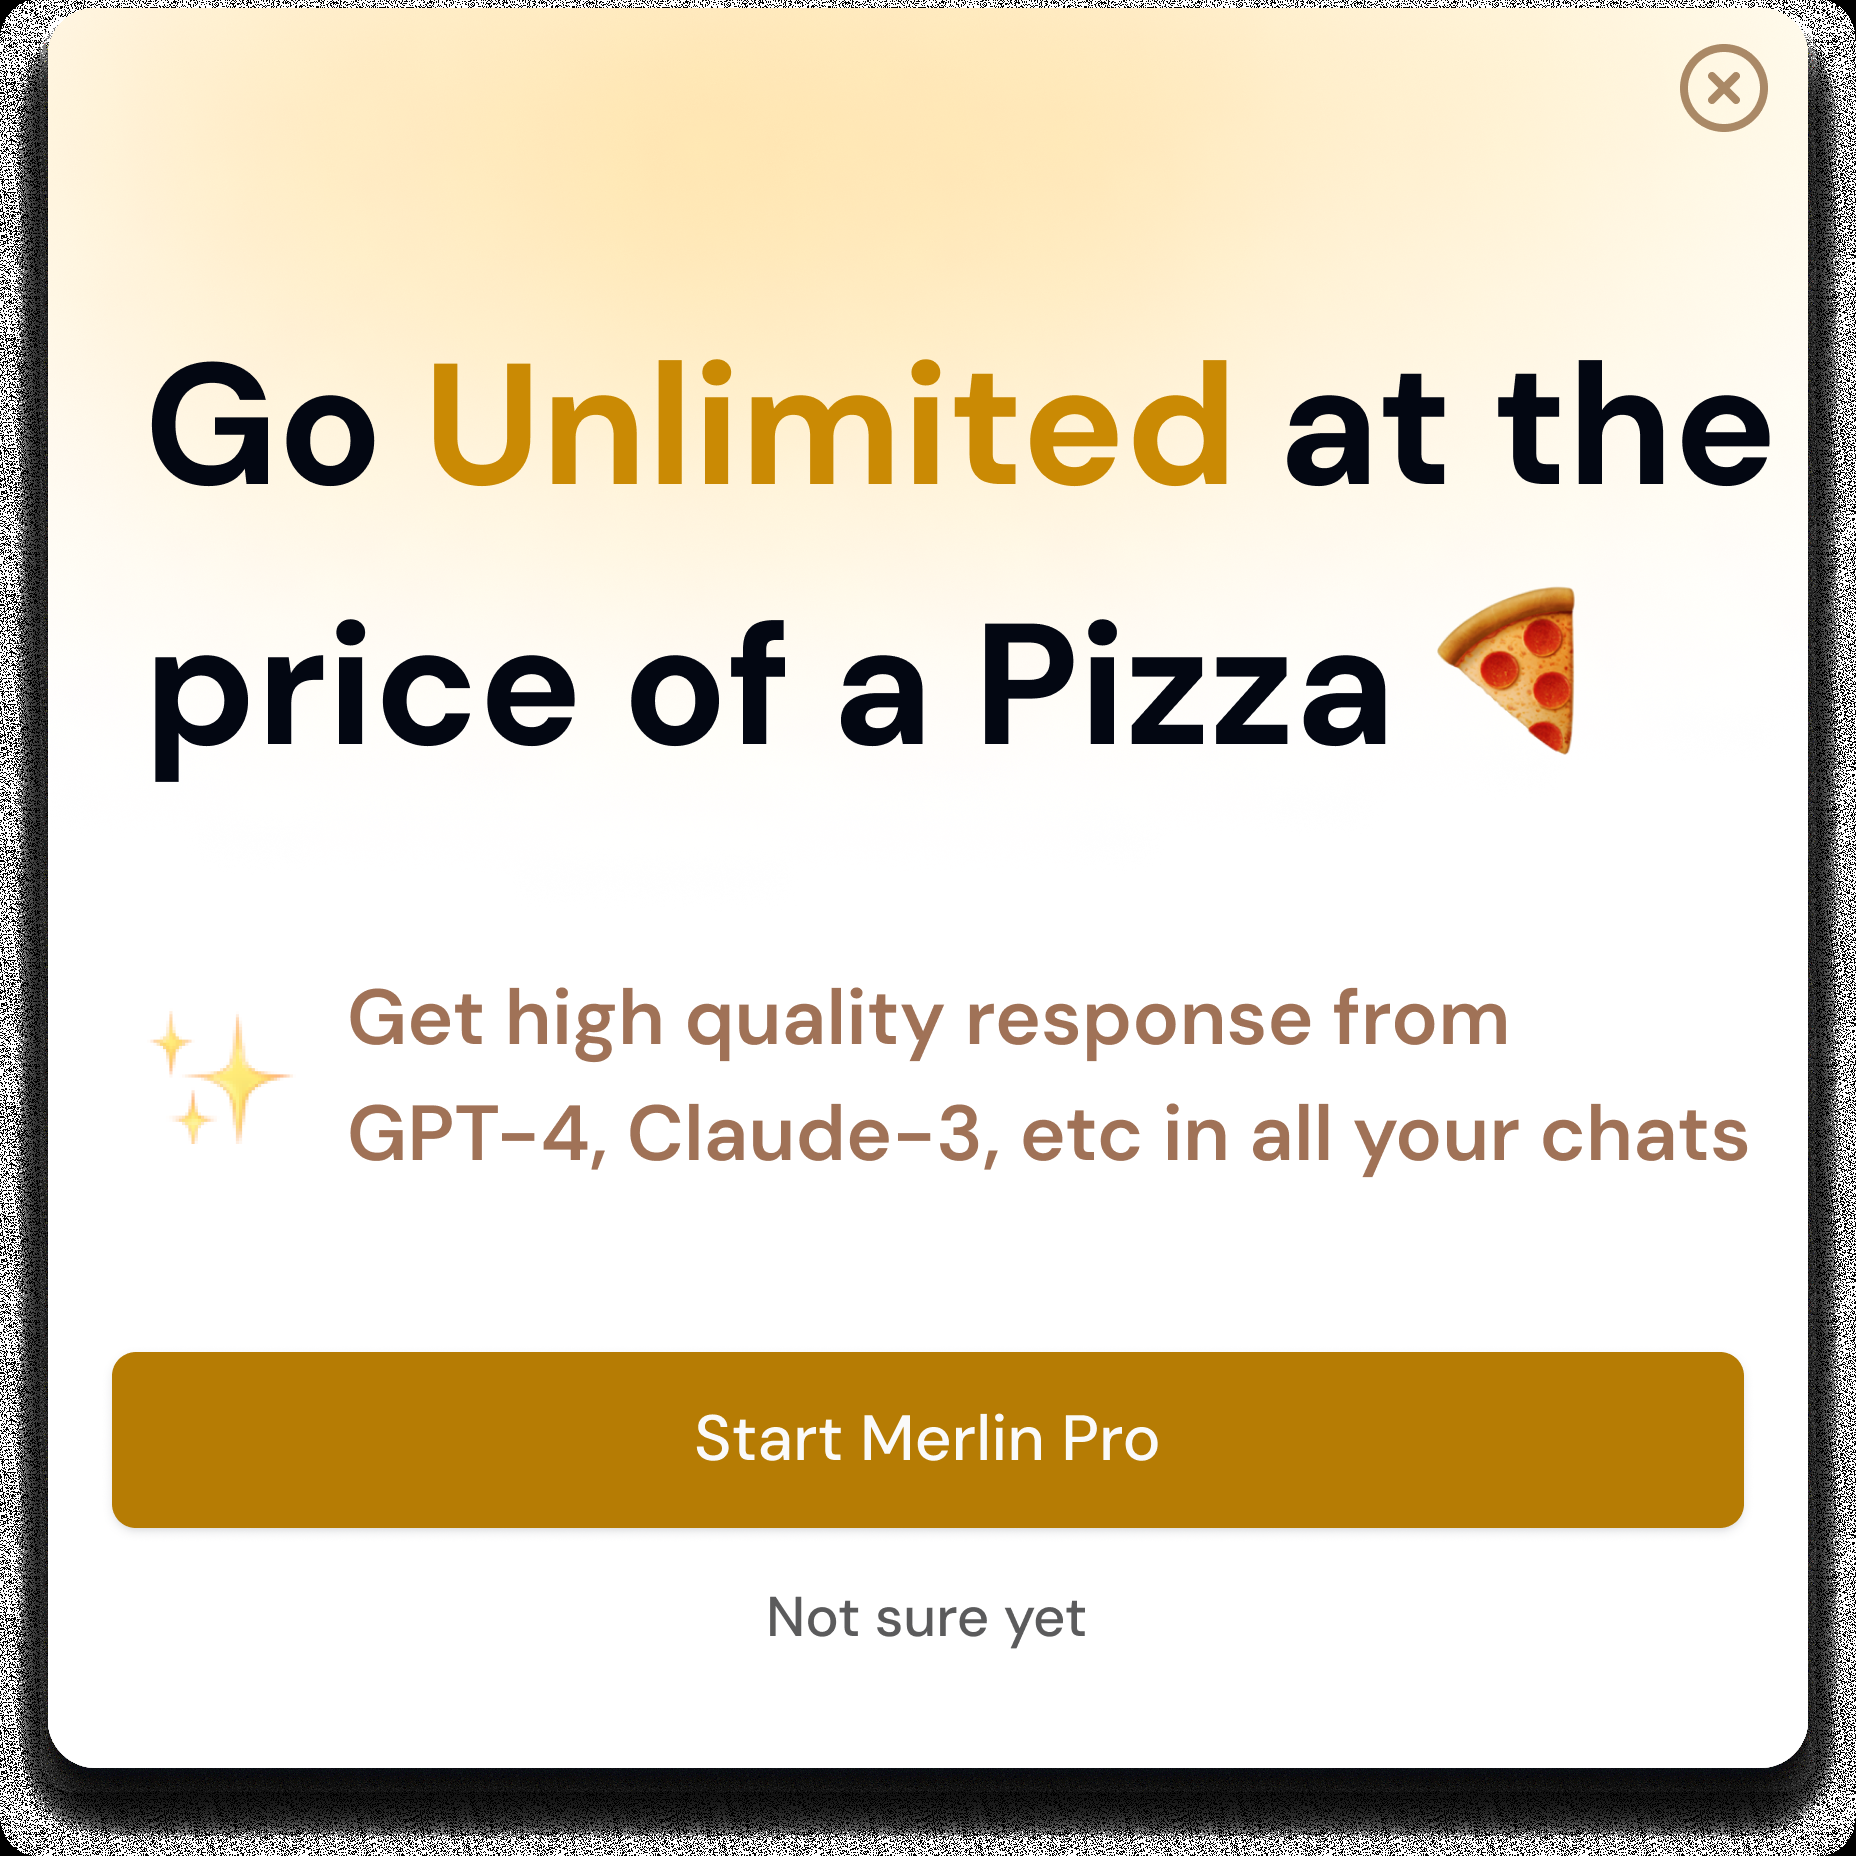 Go Unlimited at the
price of a Pizza 🍕
✨ Get high quality response from
GPT-4, Claude-3, etc in all your chats
Start Merlin Pro
Not sure yet